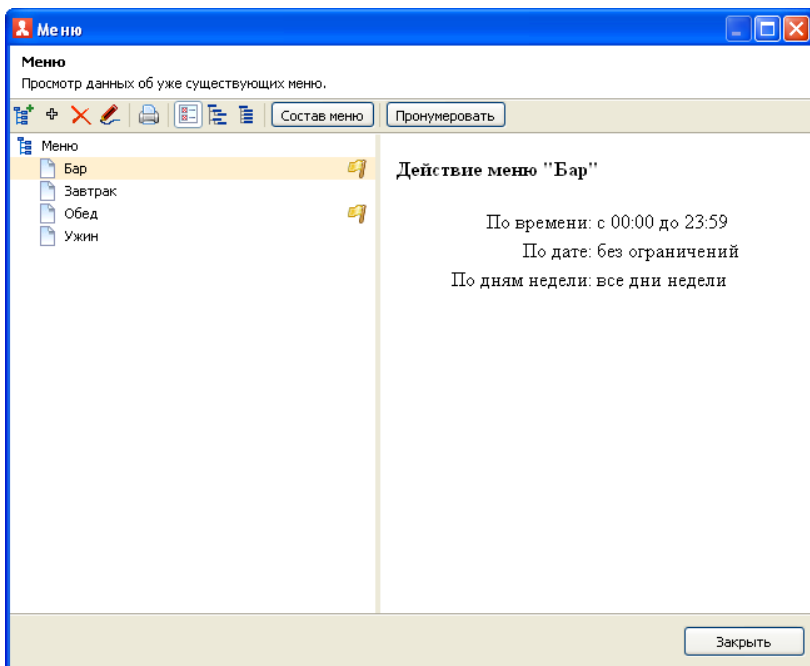 Меню
Меню
Просмотр данных об уже существующих меню.
Состав меню Пронумеровать
Меню
Бар
Завтрак
Обед
Ужин
Действие меню "Бар"
По времени: с 00:00 до 23:59
По дате: без ограничений
По дням недели: все дни недели
Закрыть